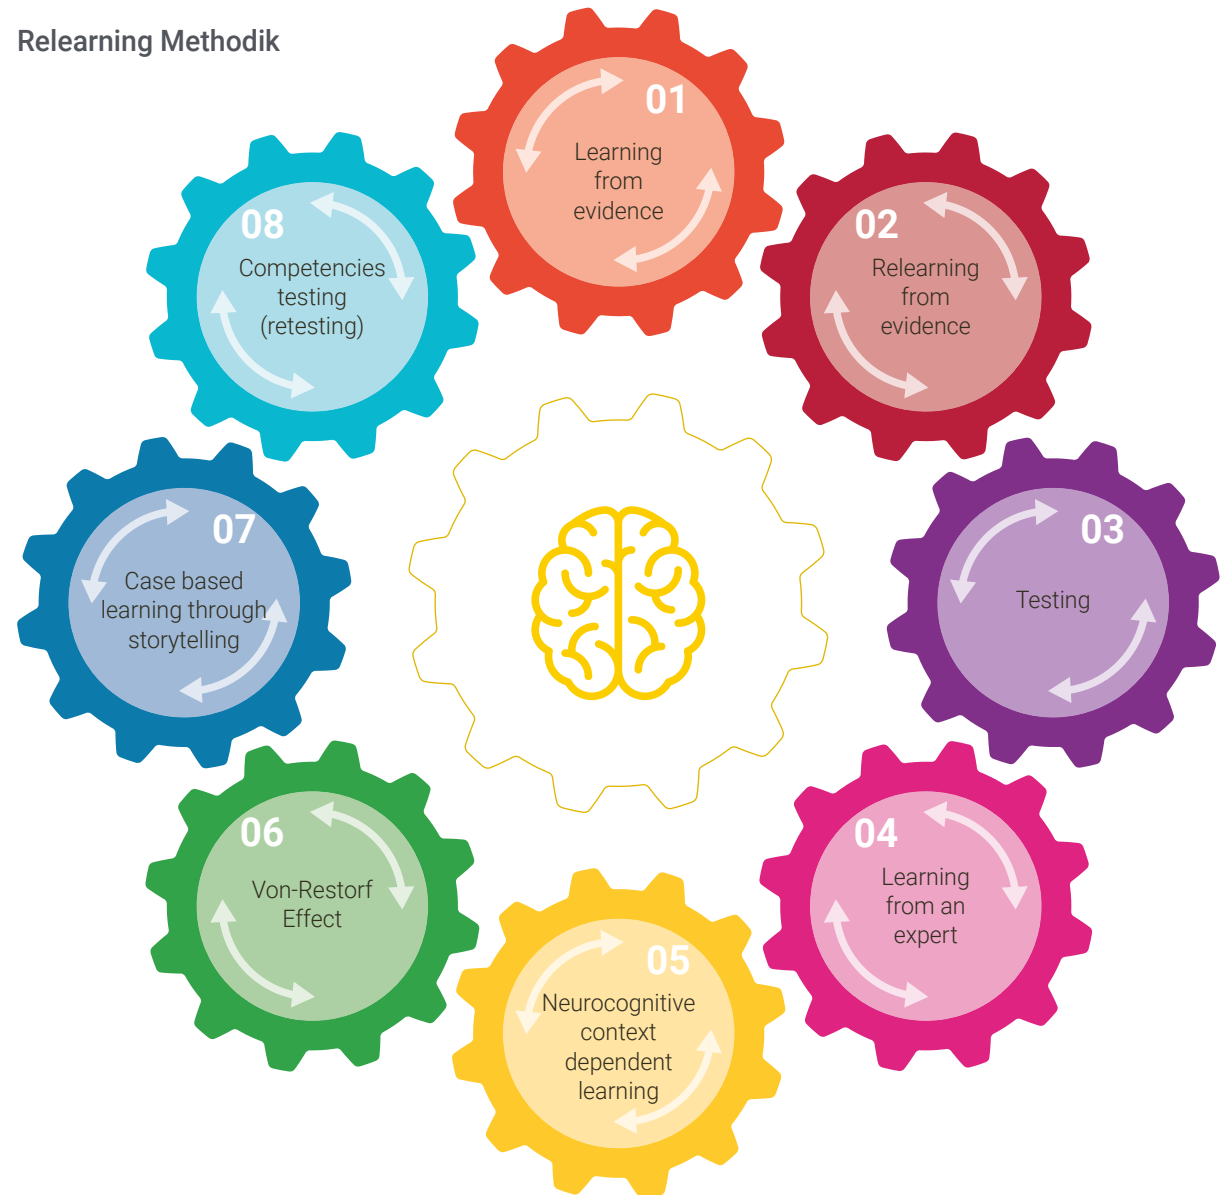 Relearning Methodik
01
Learning
from
evidence
02
Relearning
from
evidence
03
Testing
04
Learning
from an
expert
05
Neurocognitive
context
dependent
learning
06
Von-Restorf
Effect
07
Case based
learning through
storytelling
08
Competencies
testing
(retesting)